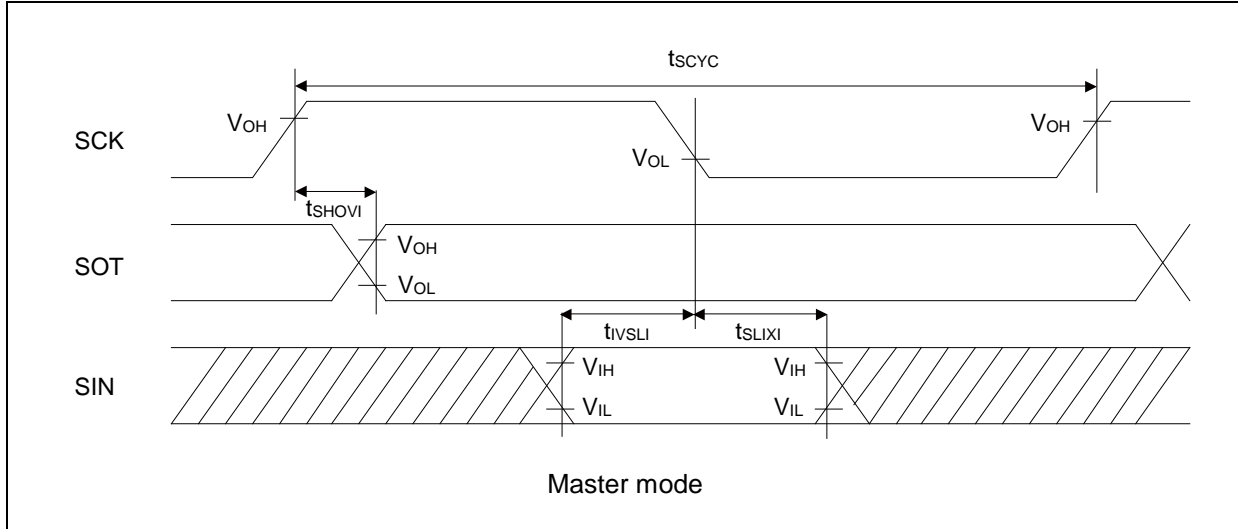 tSCYC
VOH
VOH
SCK
VOL
tSHOVI
VOH
SOT
VOL
tIVSLI
tSLIXI
VIH
VIH
SIN
VIL
VIL
Master mode